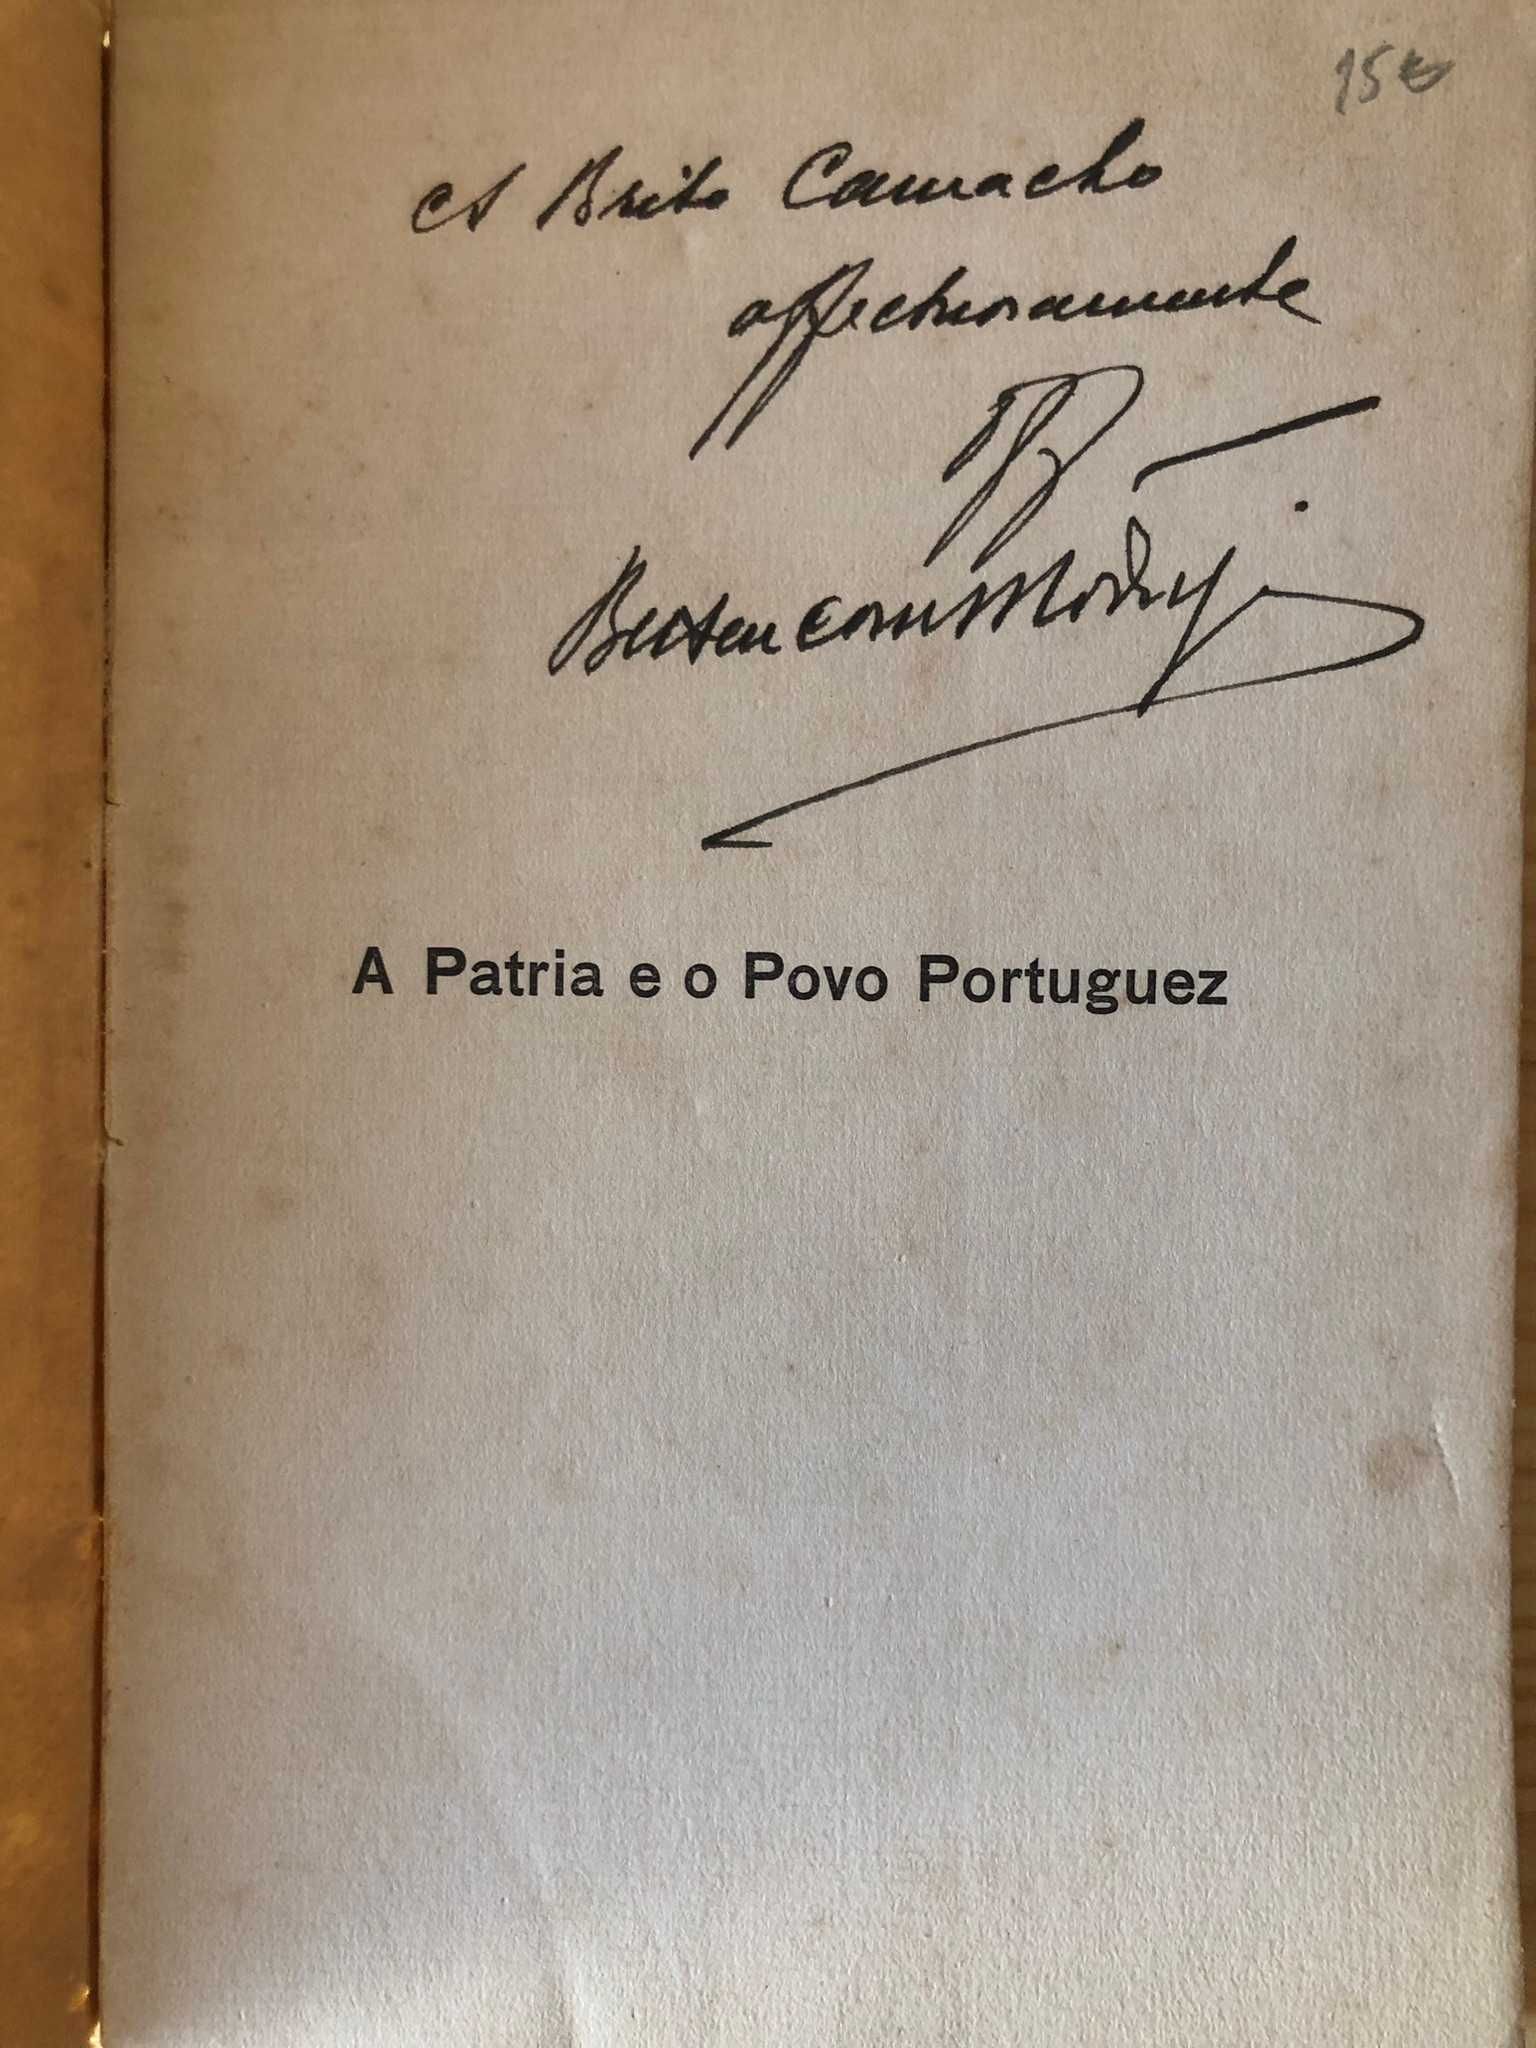 15€
A Brito Camacho
affectuosamente
Bettencourt Rodrigues
A Patria e o Povo Portuguez